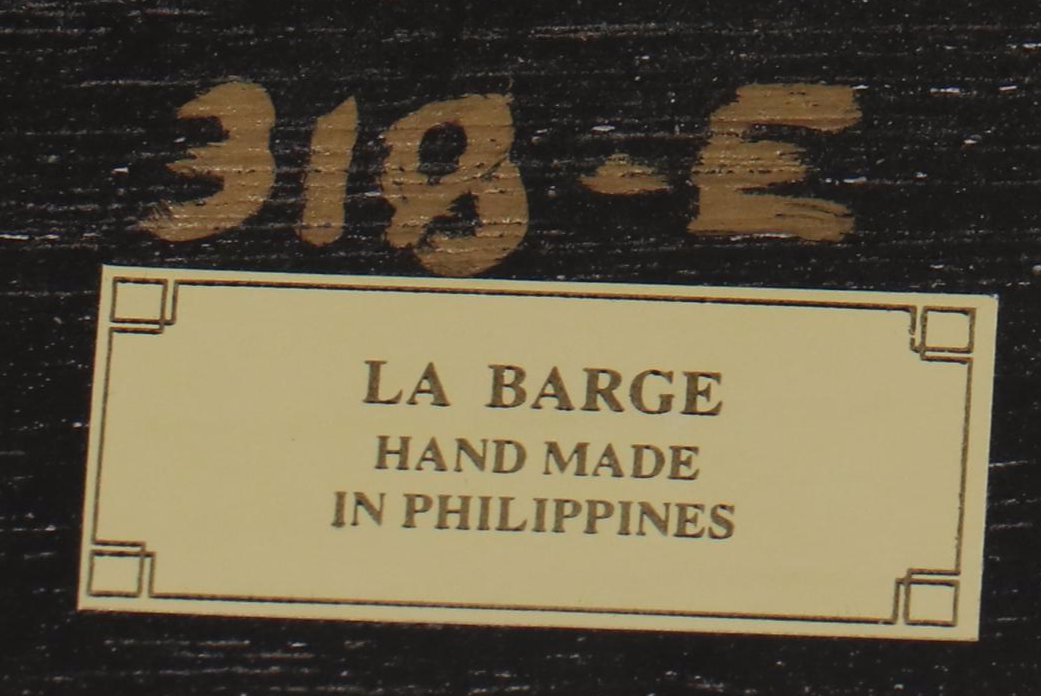 318-E
LA BARGE
HAND MADE
IN PHILIPPINES